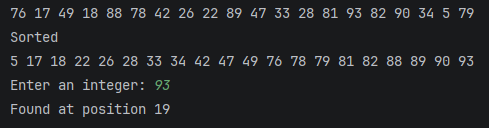 76 17 49 18 88 78 42 26 22 89 47 33 28 81 93 82 90 34 5 79
Sorted
5 17 18 22 26 28 33 34 42 47 49 76 78 79 81 82 88 89 90 93
Enter an integer: 93
Found at position 19